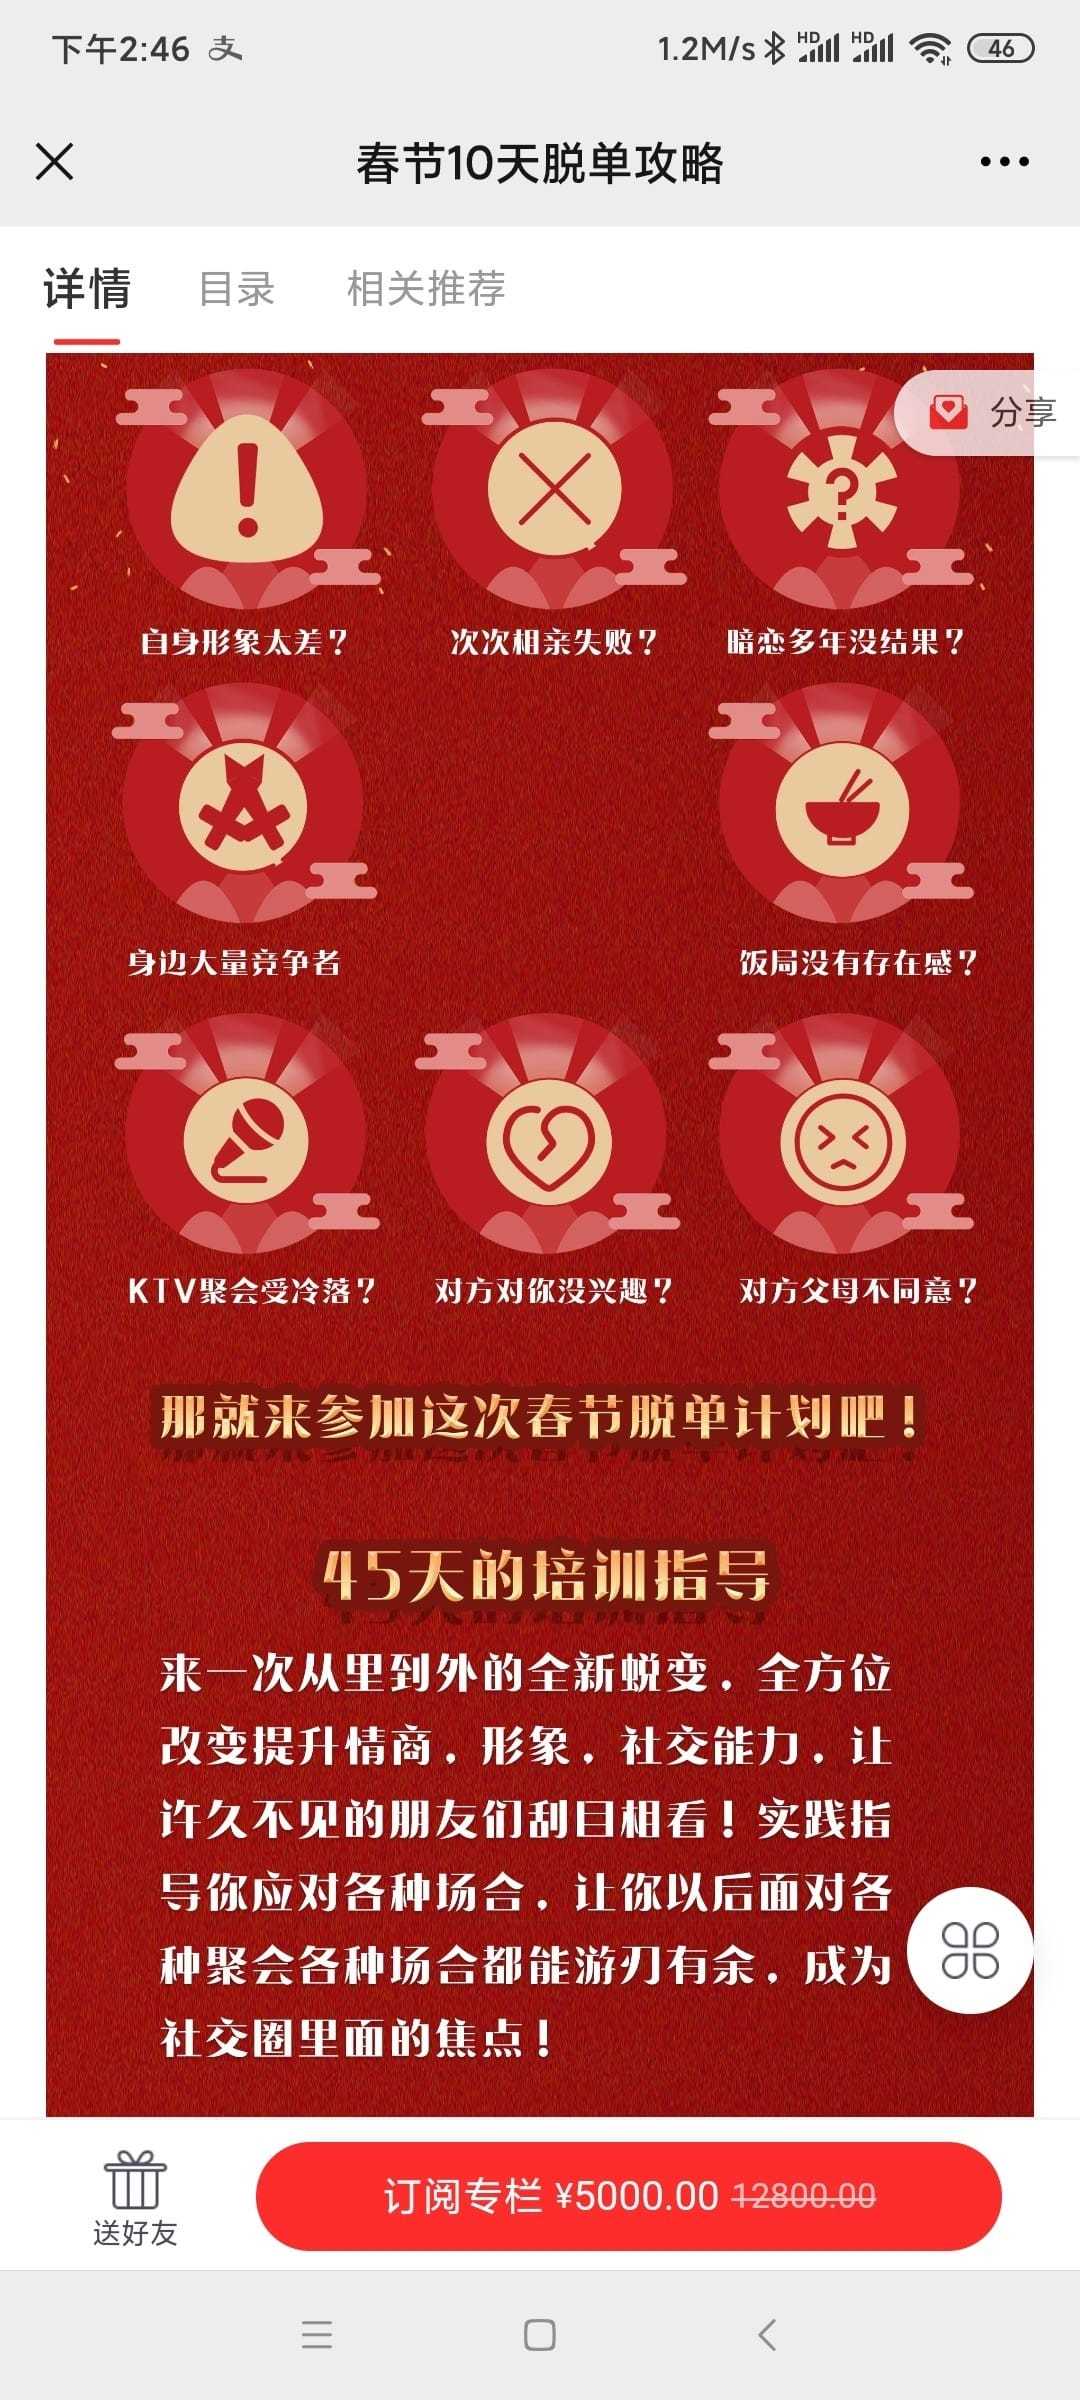 下午2:46
1.2M/s HD HD 46
春节10天脱单攻略
详情 目录 相关推荐
分享
自身形象太差？ 次次相亲失败？ 暗恋多年没结果？
身边大量竞争者 饭局没有存在感？
KTV聚会受冷落？ 对方对你没兴趣？ 对方父母不同意？
那就来参加这次春节脱单计划吧！
45天的培训指导
来一次从里到外的全新蜕变，全方位
改变提升情商，形象，社交能力，让
许久不见的朋友们刮目相看！实践指
导你应对各种场合，让你以后面对各
种聚会各种场合都能游刃有余，成为
社交圈里面的焦点！
送好友
订阅专栏 ¥5000.00 12800.00